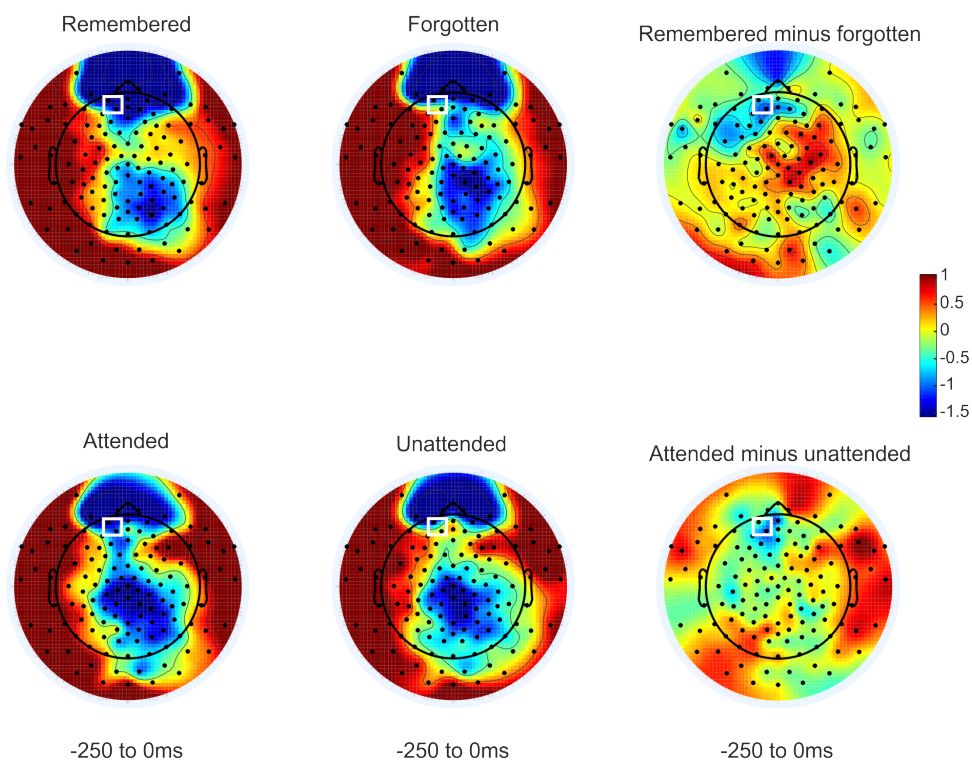 Remembered
Forgotten
Remembered minus forgotten
1
0.5
0
-0.5
-1
-1.5
Attended
Unattended
Attended minus unattended
-250 to 0ms
-250 to 0ms
-250 to 0ms